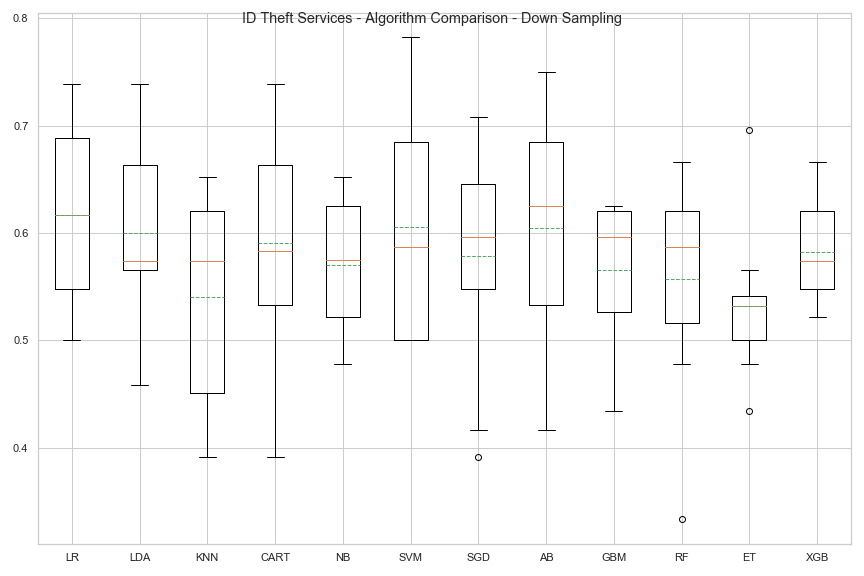 ID Theft Services - Algorithm Comparison - Down Sampling
0.8
0.7
0.6
0.5
0.4
LR LDA KNN CART NB SVM SGD AB GBM RF ET XGB